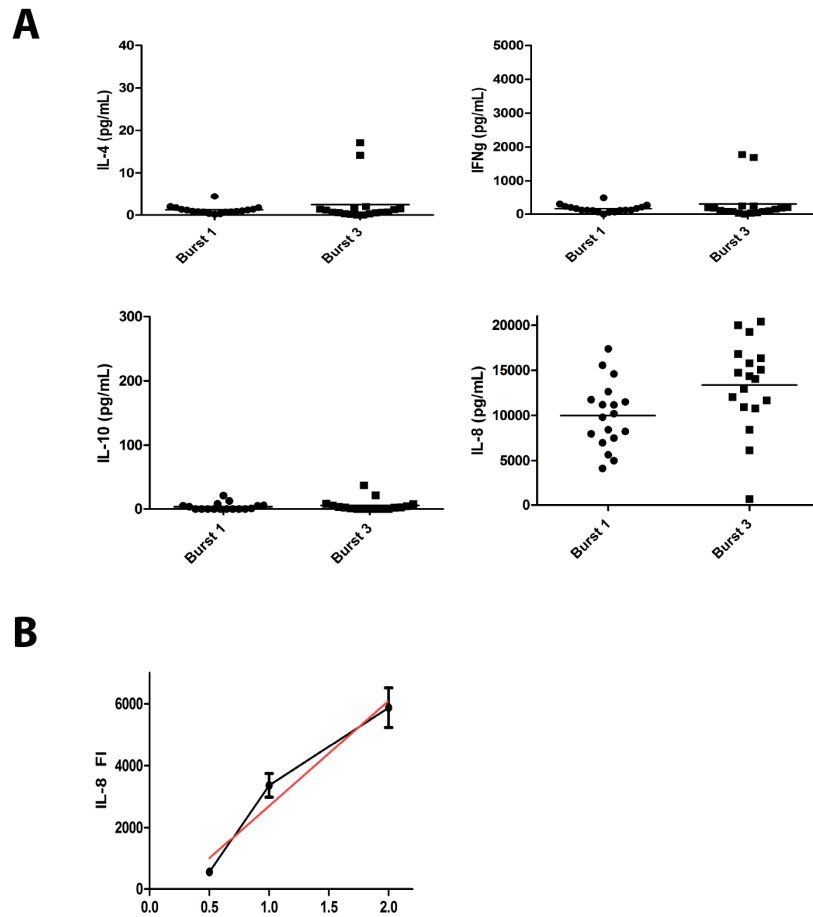 A
IL-4 (pg/mL)
40
30
20
10
0
Burst 1
Burst 3
IFNg (pg/mL)
5000
4000
3000
2000
1000
0
Burst 1
Burst 3
IL-10 (pg/mL)
300
200
100
0
Burst 1
Burst 3
IL-8 (pg/mL)
20000
15000
10000
5000
0
Burst 1
Burst 3
B
IL-8 FI
6000
4000
2000
0
0.0 0.5 1.0 1.5 2.0